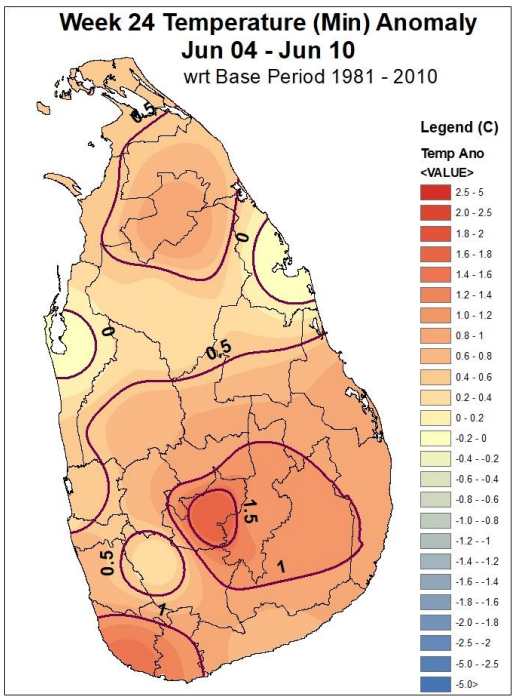 Week 24 Temperature (Min) Anomaly
Jun 04 - Jun 10
wrt Base Period 1981 - 2010
Legend (C)
Temp Ano
<VALUE>
2.5 - 5
2.0 - 2.5
1.8 - 2
1.6 - 1.8
1.4 - 1.6
1.2 - 1.4
1.0 - 1.2
0.8 - 1
0.6 - 0.8
0.4 - 0.6
0.2 - 0.4
0 - 0.2
-0.2 - 0
-0.4 - -0.2
-0.6 - -0.4
-0.8 - -0.6
-1.0 - -0.8
-1.2 - -1
-1.4 - -1.2
-1.6 - -1.4
-1.8 - -1.6
-2.0 - -1.8
-2.5 - -2
-5.0 - -2.5
-5.0>
0.5
0
0
0.5
1.5
0.5
1
1